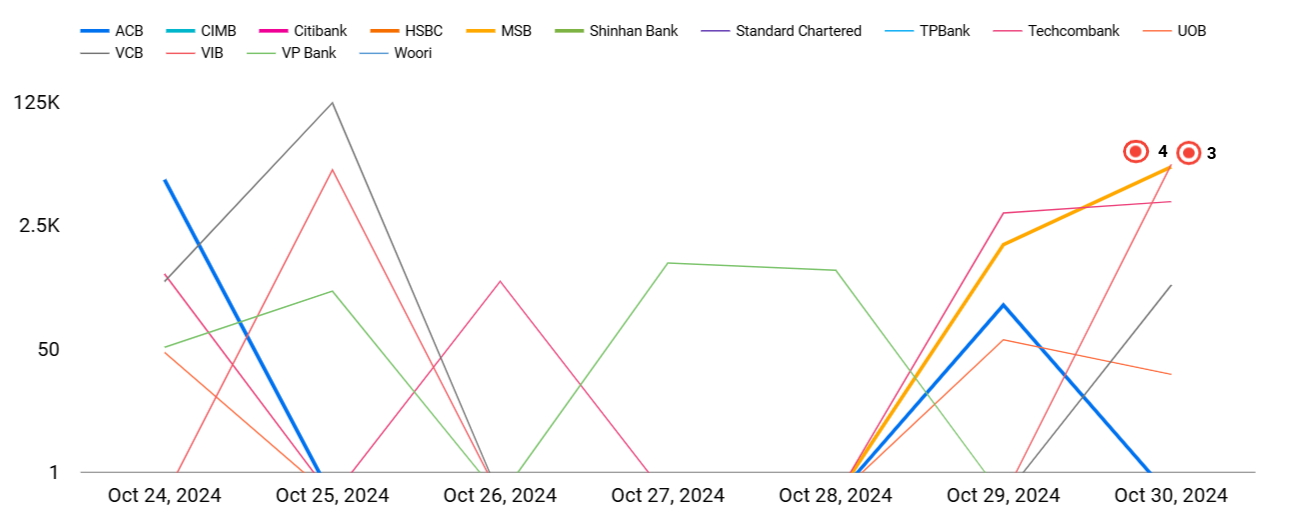 ACB CIMB Citibank HSBC MSB Shinhan Bank Standard Chartered TPBank Techcombank UOB
VCB VIB VP Bank Woori
125K
4 3
2.5K
50
1
Oct 24, 2024 Oct 25, 2024 Oct 26, 2024 Oct 27, 2024 Oct 28, 2024 Oct 29, 2024 Oct 30, 2024